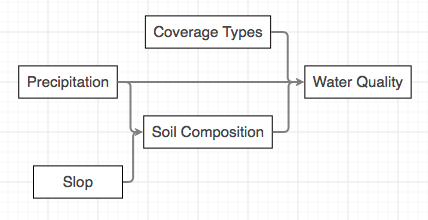 Coverage Types
Precipitation
Water Quality
Soil Composition
Slop